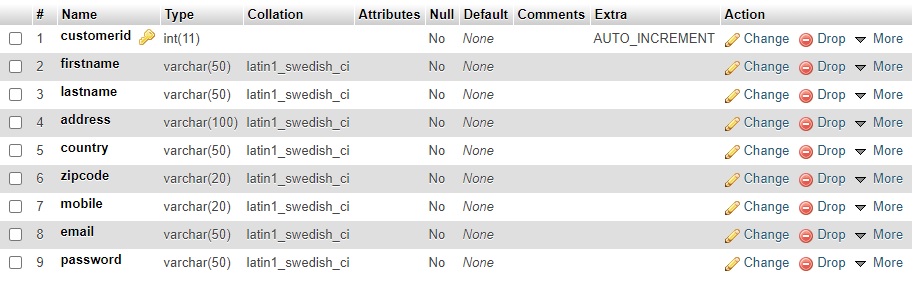 # Name Type Collation Attributes Null Default Comments Extra Action
1 customerid int(11) No None AUTO_INCREMENT Change Drop More
2 firstname varchar(50) latin1_swedish_ci No None Change Drop More
3 lastname varchar(50) latin1_swedish_ci No None Change Drop More
4 address varchar(100) latin1_swedish_ci No None Change Drop More
5 country varchar(50) latin1_swedish_ci No None Change Drop More
6 zipcode varchar(20) latin1_swedish_ci No None Change Drop More
7 mobile varchar(20) latin1_swedish_ci No None Change Drop More
8 email varchar(50) latin1_swedish_ci No None Change Drop More
9 password varchar(50) latin1_swedish_ci No None Change Drop More